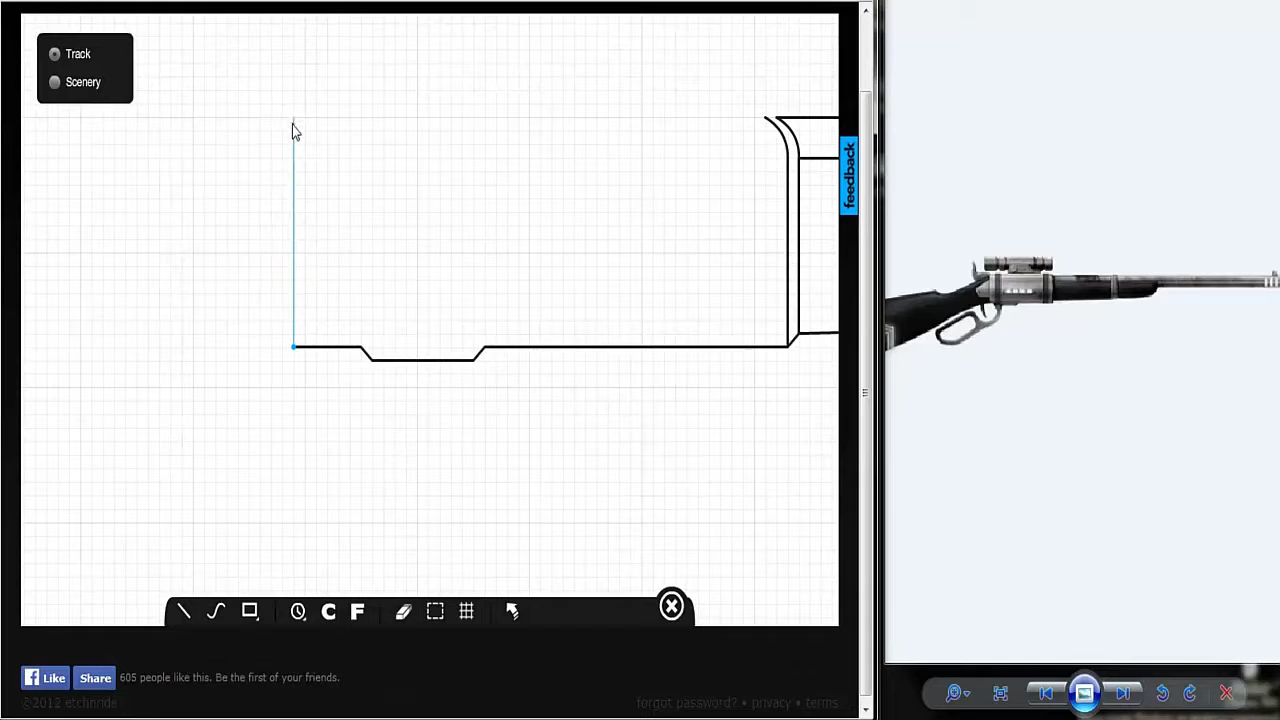 Track
Scenery
feedback
C F
Like Share 605 people like this. Be the first of your friends.
©2012 etchnride
forgot password? • privacy • terms